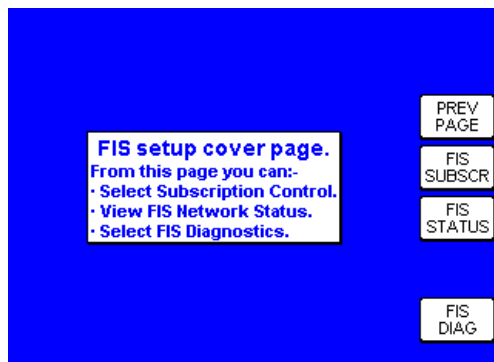 FIS setup cover page.
From this page you can:-
· Select Subscription Control.
· View FIS Network Status.
· Select FIS Diagnostics.
PREV
PAGE
FIS
SUBSCR
FIS
STATUS
FIS
DIAG